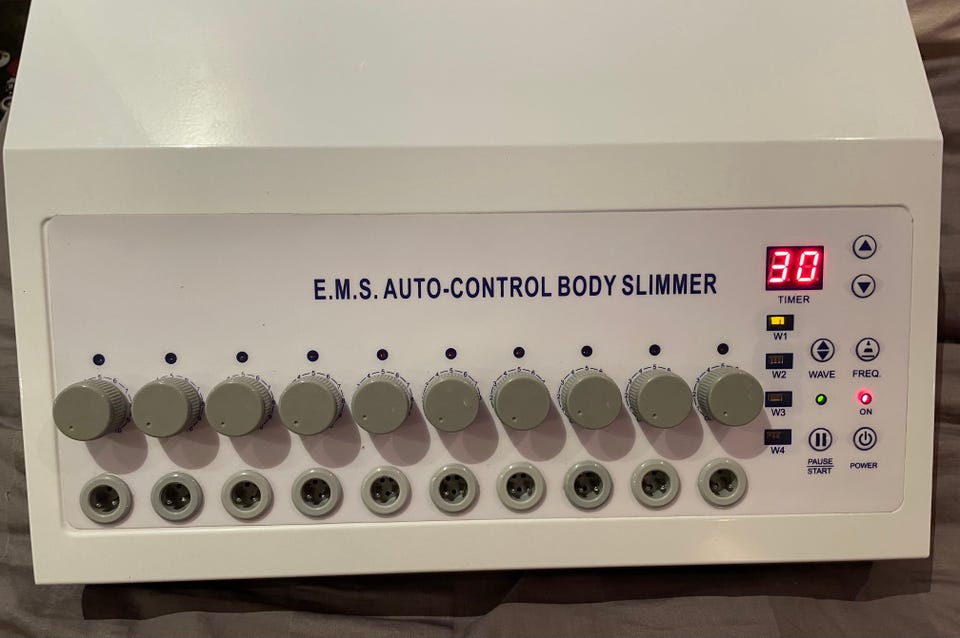 30
E.M.S. AUTO-CONTROL BODY SLIMMER
TIMER
W1
W2
WAVE
FREQ.
W3
ON
W4
PAUSE
START
POWER